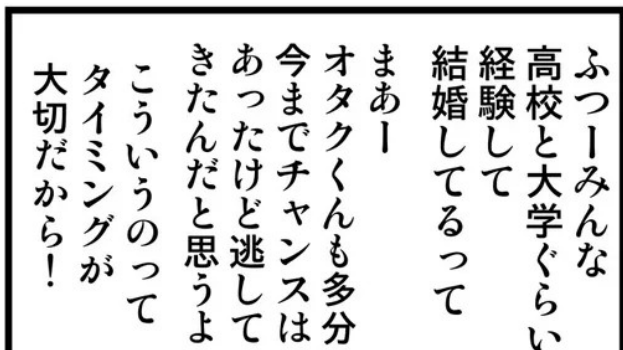 ふつーみんな
高校と大学ぐらい
経験して
結婚してるって
まあー
オタクくんも多分
今までチャンスは
あったけど逃して
きたんだと思うよ
こういうのって
タイミングが
大切だから！